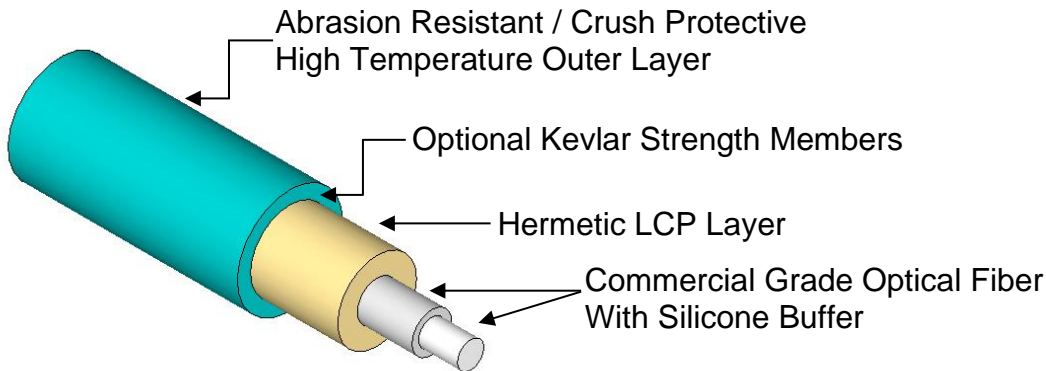 Abrasion Resistant / Crush Protective
High Temperature Outer Layer
Optional Kevlar Strength Members
Hermetic LCP Layer
Commercial Grade Optical Fiber
With Silicone Buffer